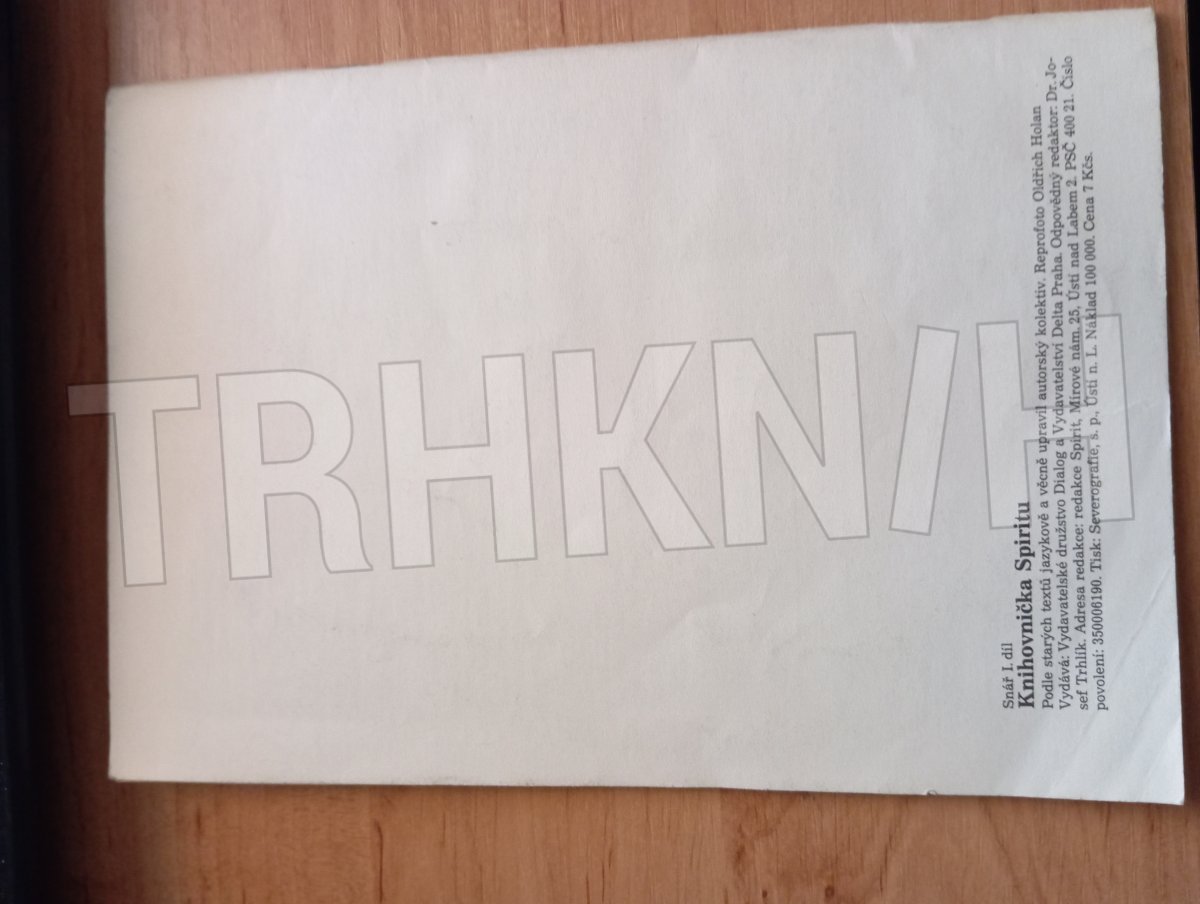 Snář I. díl
Knihovnička Spiritu
Podle starých textů jazykově a věcně upravil autorský kolektiv. Reprofoto Oldřich Holan
Vydává: Vydavatelské družstvo Dialog a Vydavatelství Delta Praha. Odpovědný redaktor: Dr. Jo-
sef Trhlík. Adresa redakce: redakce Spirit, Mírové nám. 25, Ústí nad Labem 2. PSČ 400 21. Číslo
povolení: 350006190. Tisk: Severografie, s. p., Ústí n. L. Náklad 100 000. Cena 7 Kčs.
TRHKNIH